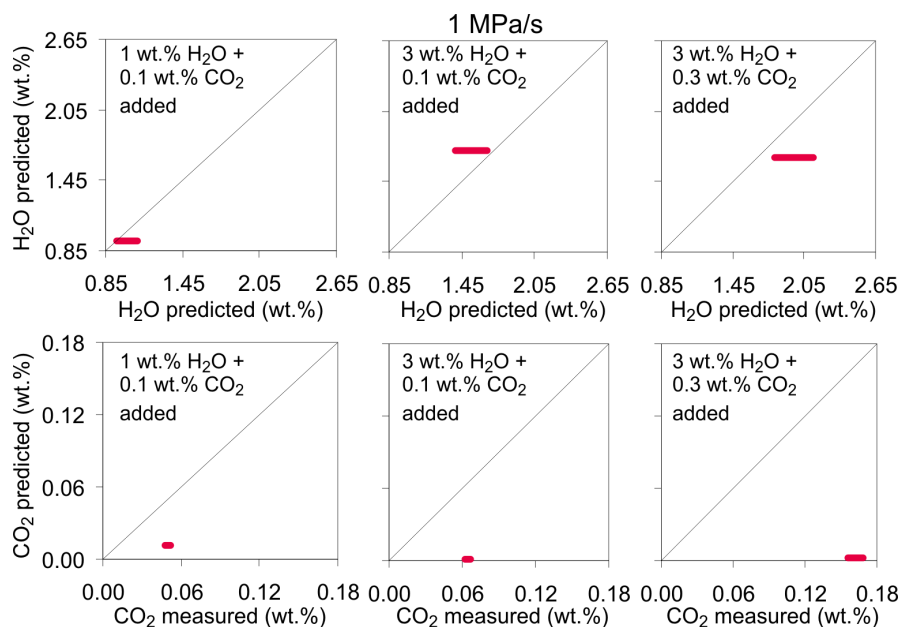 1 MPa/s
H₂O predicted (wt.%)
2.65
2.05
1.45
0.85
1 wt.% H₂O +
0.1 wt.% CO₂
added
0.85 1.45 2.05 2.65
H₂O predicted (wt.%)
3 wt.% H₂O +
0.1 wt.% CO₂
added
0.85 1.45 2.05 2.65
H₂O predicted (wt.%)
3 wt.% H₂O +
0.3 wt.% CO₂
added
0.85 1.45 2.05 2.65
H₂O predicted (wt.%)
CO₂ predicted (wt.%)
0.18
0.12
0.06
0.00
1 wt.% H₂O +
0.1 wt.% CO₂
added
0.00 0.06 0.12 0.18
CO₂ measured (wt.%)
3 wt.% H₂O +
0.1 wt.% CO₂
added
0.00 0.06 0.12 0.18
CO₂ measured (wt.%)
3 wt.% H₂O +
0.3 wt.% CO₂
added
0.00 0.06 0.12 0.18
CO₂ measured (wt.%)